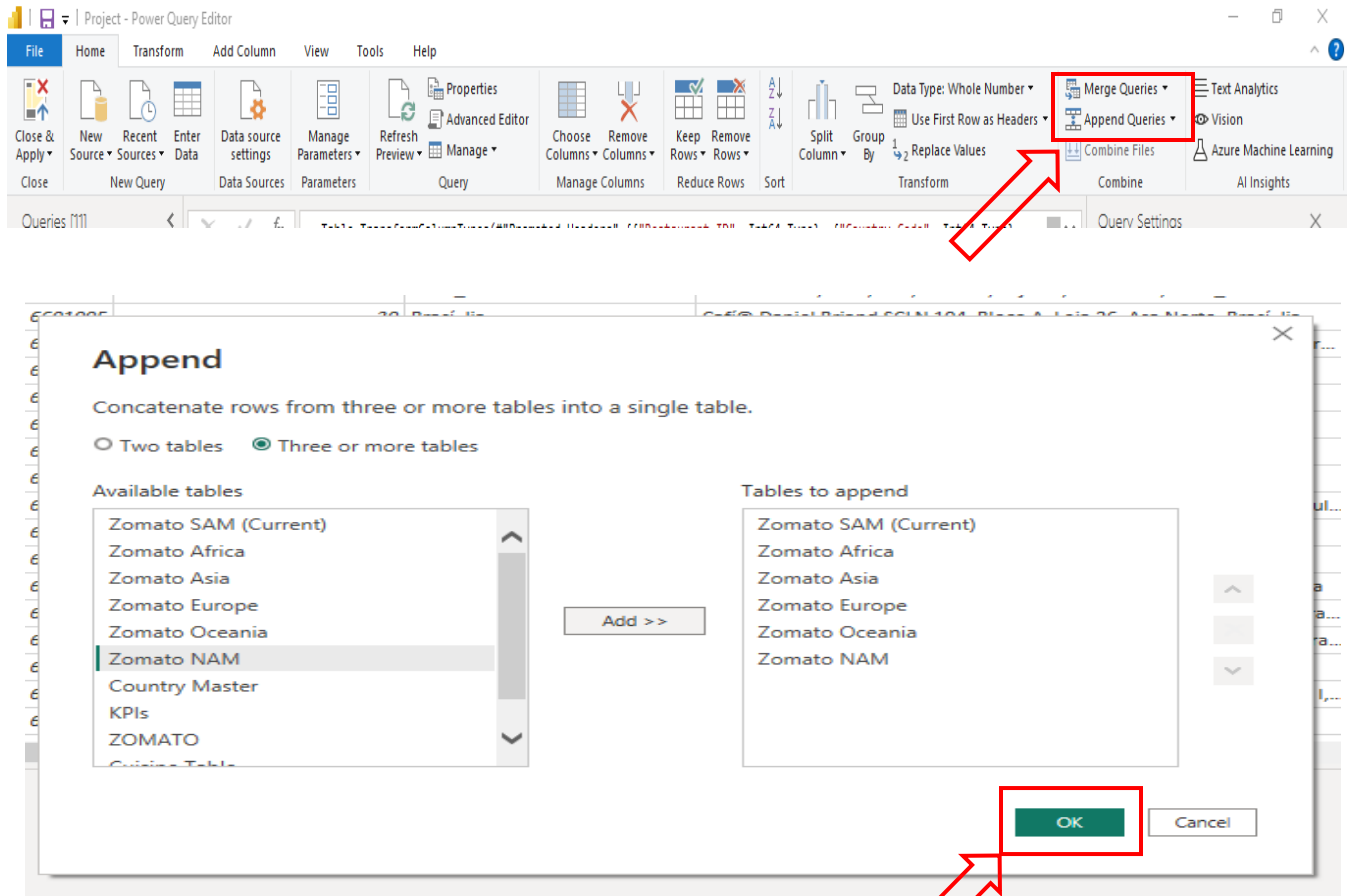 Project - Power Query Editor
File Home Transform Add Column View Tools Help
Close & Apply
New Source
Recent Sources
Enter Data
Data source settings
Manage Parameters
Refresh Preview
Properties
Advanced Editor
Manage
Choose Columns
Remove Columns
Keep Rows
Remove Rows
Split Column
Group By
Data Type: Whole Number
Use First Row as Headers
Replace Values
Merge Queries
Append Queries
Combine Files
Text Analytics
Vision
Azure Machine Learning
Close New Query Data Sources Parameters Query Manage Columns Reduce Rows Sort Transform Combine AI Insights
Queries [11]
Query Settings
Append
Concatenate rows from three or more tables into a single table.
Two tables Three or more tables
Available tables
Zomato SAM (Current)
Zomato Africa
Zomato Asia
Zomato Europe
Zomato Oceania
Zomato NAM
Country Master
KPIs
ZOMATO
Add >>
Tables to append
Zomato SAM (Current)
Zomato Africa
Zomato Asia
Zomato Europe
Zomato Oceania
Zomato NAM
OK Cancel